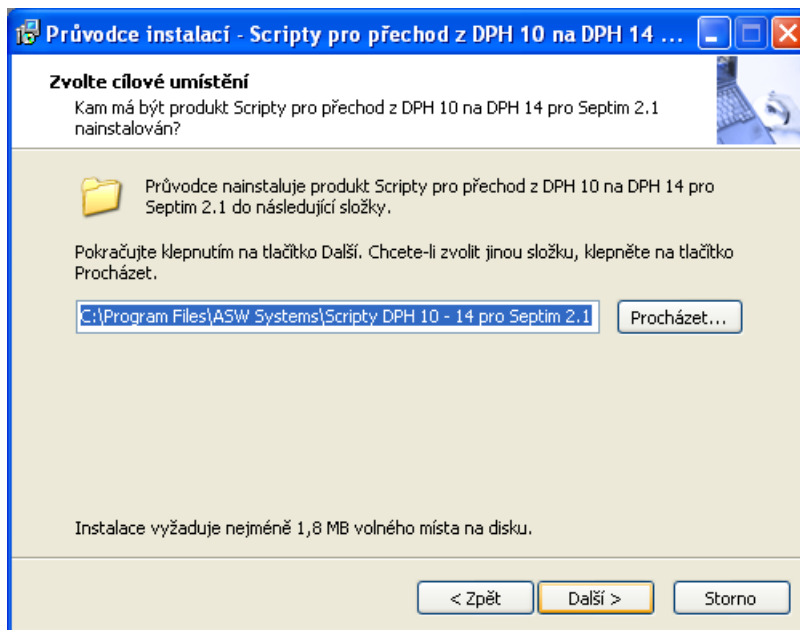 Průvodce instalací - Scripty pro přechod z DPH 10 na DPH 14 ...
Zvolte cílové umístění
Kam má být produkt Scripty pro přechod z DPH 10 na DPH 14 pro Septim 2.1
nainstalován?
Průvodce nainstaluje produkt Scripty pro přechod z DPH 10 na DPH 14 pro
Septim 2.1 do následující složky.
Pokračujte klepnutím na tlačítko Další. Chcete-li zvolit jinou složku, klepněte na tlačítko
Procházet.
C:\Program Files\ASW Systems\Scripty DPH 10 - 14 pro Septim 2.1
Procházet...
Instalace vyžaduje nejméně 1,8 MB volného místa na disku.
< Zpět
Další >
Storno